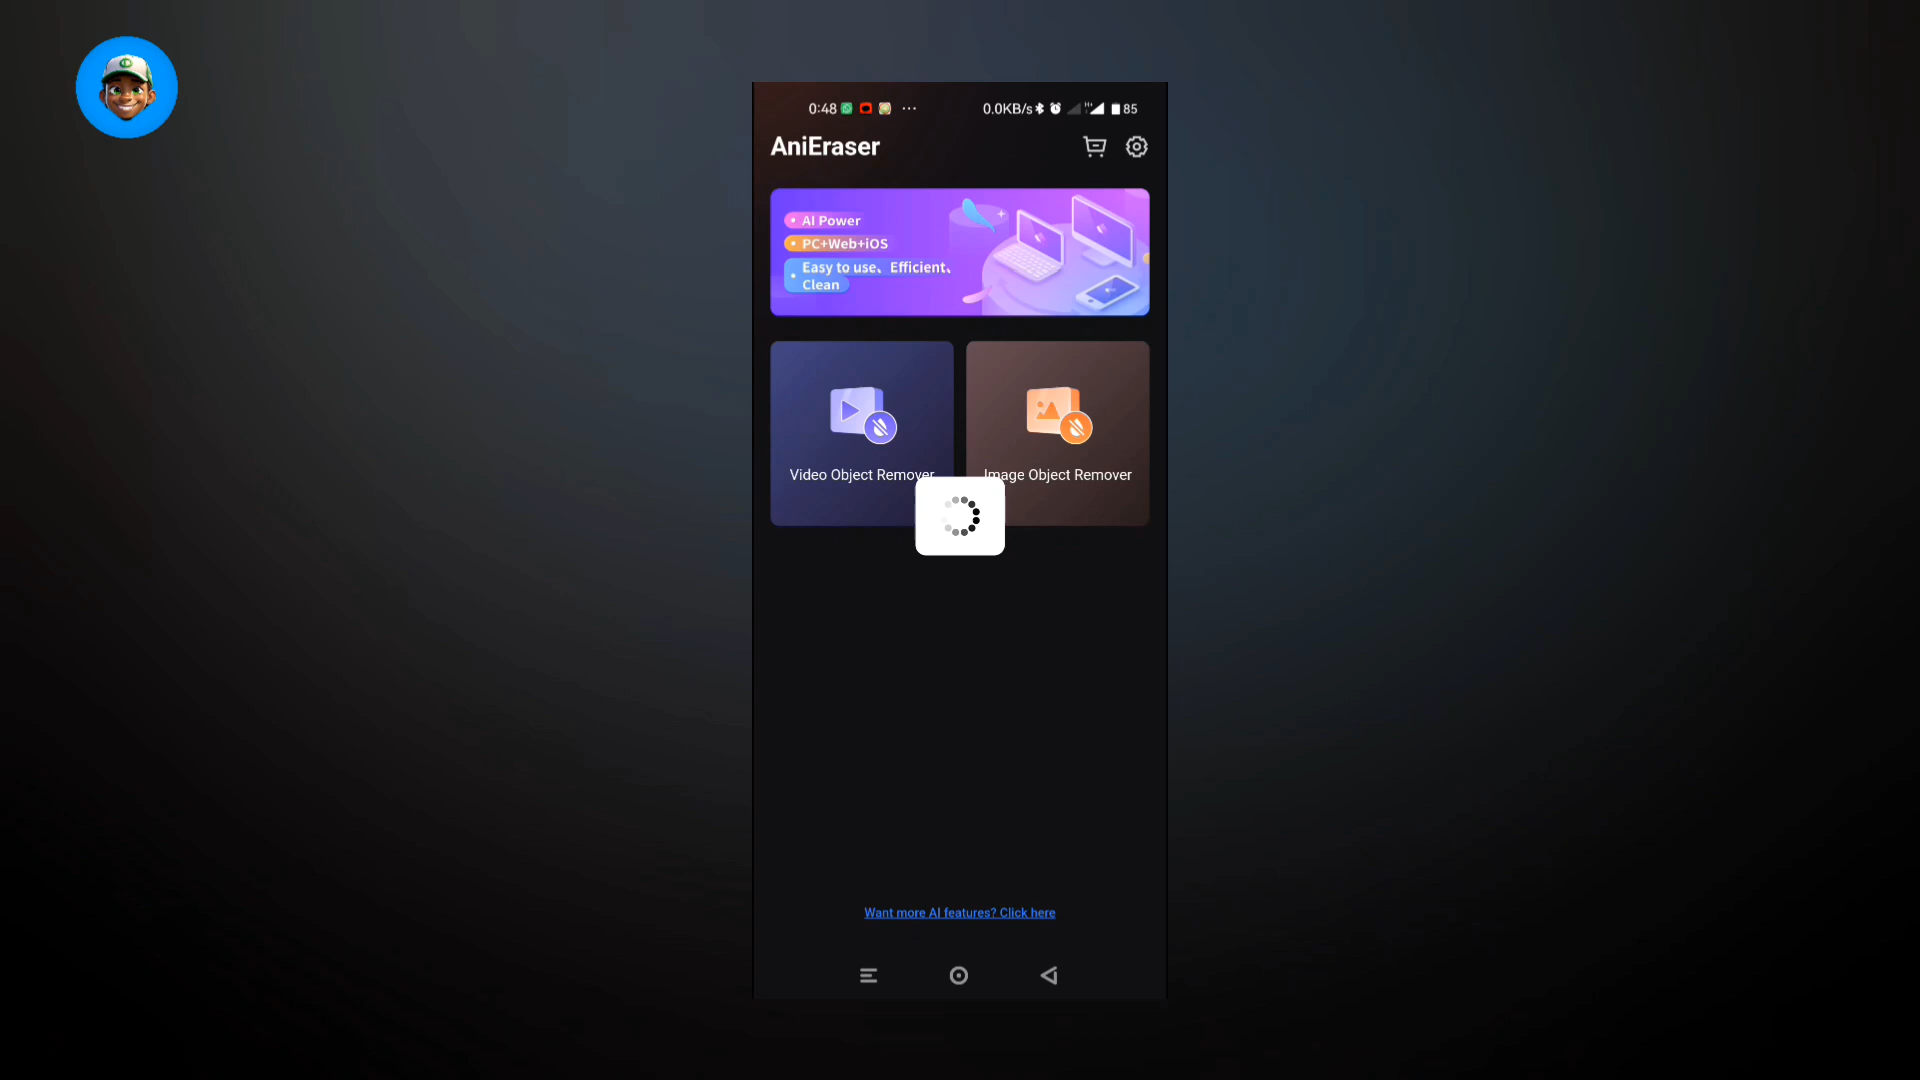 0:48 ... 0.0KB/s 85
AniEraser
AI Power
PC+Web+iOS
Easy to use、Efficient、
Clean
Video Object Remover
Image Object Remover
Want more AI features? Click here